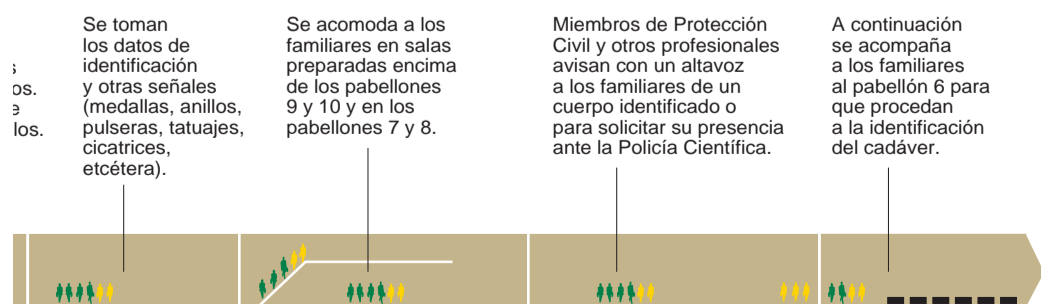 os.
los.
Se toman
los datos de
identificación
y otras señales
(medallas, anillos,
pulseras, tatuajes,
cicatrices,
etcétera).
Se acomoda a los
familiares en salas
preparadas encima
de los pabellones
9 y 10 y en los
pabellones 7 y 8.
Miembros de Protección
Civil y otros profesionales
avisan con un altavoz
a los familiares de un
cuerpo identificado o
para solicitar su presencia
ante la Policía Científica.
A continuación
se acompaña
a los familiares
al pabellón 6 para
que procedan
a la identificación
del cadáver.